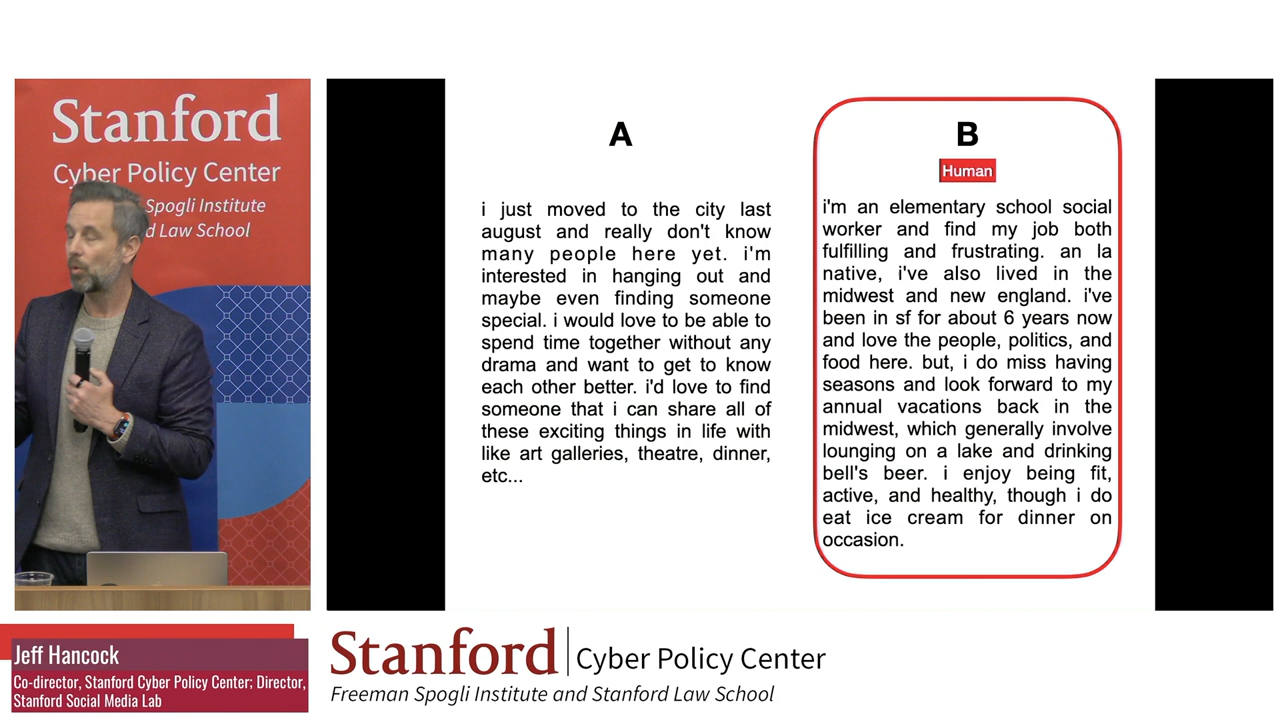 Stanford
Cyber Policy Center
Spogli Institute
d Law School
A
i just moved to the city last
august and really don't know
many people here yet. i'm
interested in hanging out and
maybe even finding someone
special. i would love to be able to
spend time together without any
drama and want to get to know
each other better. i'd love to find
someone that i can share all of
these exciting things in life with
like art galleries, theatre, dinner,
etc...
B
Human
i'm an elementary school social
worker and find my job both
fulfilling and frustrating. an la
native, i've also lived in the
midwest and new england. i've
been in sf for about 6 years now
and love the people, politics, and
food here. but, i do miss having
seasons and look forward to my
annual vacations back in the
midwest, which generally involve
lounging on a lake and drinking
bell's beer. i enjoy being fit,
active, and healthy, though i do
eat ice cream for dinner on
occasion.
Jeff Hancock
Co-director, Stanford Cyber Policy Center; Director,
Stanford Social Media Lab
Stanford Cyber Policy Center
Freeman Spogli Institute and Stanford Law School